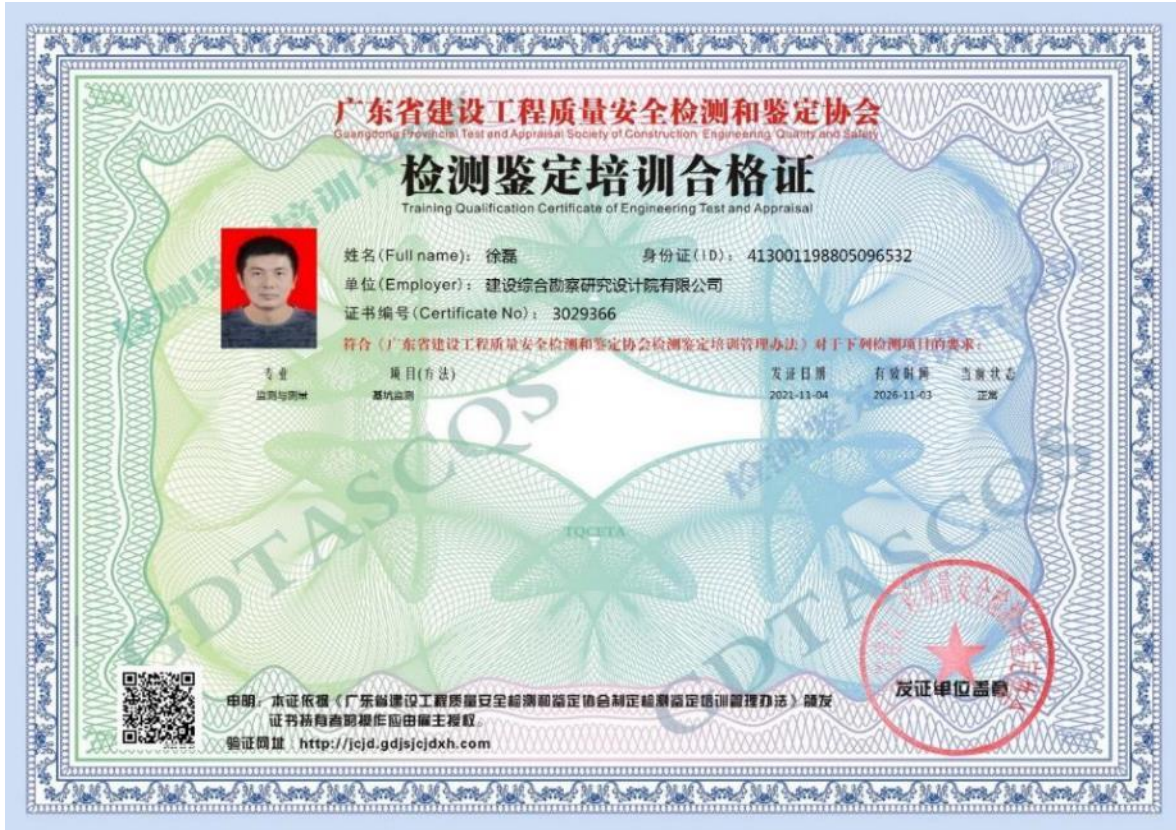 广东省建设工程质量安全检测和鉴定协会
Guangdong Provincial Test and Appraisal Society of Construction Engineering Quality and Safety
检测鉴定培训合格证
Training Qualification Certificate of Engineering Test and Appraisal
姓名(Full name): 徐磊 身份证(ID): 413001198805096532
单位(Employer): 建设综合勘察研究设计院有限公司
证书编号(Certificate No): 3029366
符合《广东省建设工程质量安全检测和鉴定协会检测鉴定培训管理办法》对于下列检测项目的要求:
专业 项目(方法) 发证日期 有效时间 当前状态
监测与测量 基坑监测 2021-11-04 2026-11-03 正常
GDTASCQS
GDTASCQS
TQCETA
发证单位盖章
申明: 本证依据《广东省建设工程质量安全检测和鉴定协会制定检测鉴定培训管理办法》颁发
证书持有者的操作应由雇主授权。
验证网址 http://jcjd.gdjsjcjdxh.com